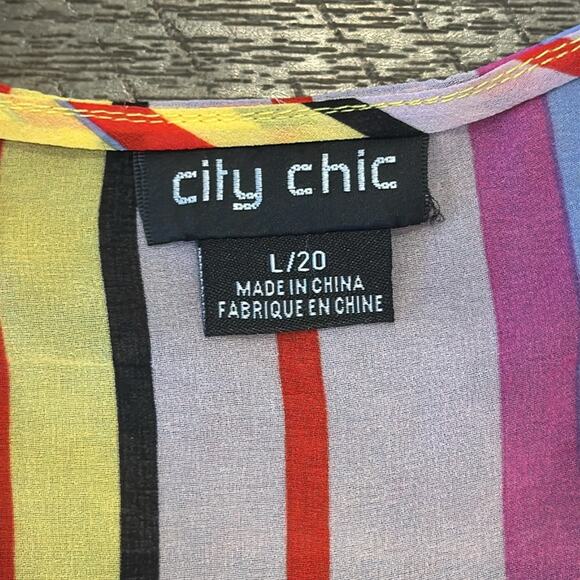 city chic
L/20
MADE IN CHINA
FABRIQUE EN CHINE